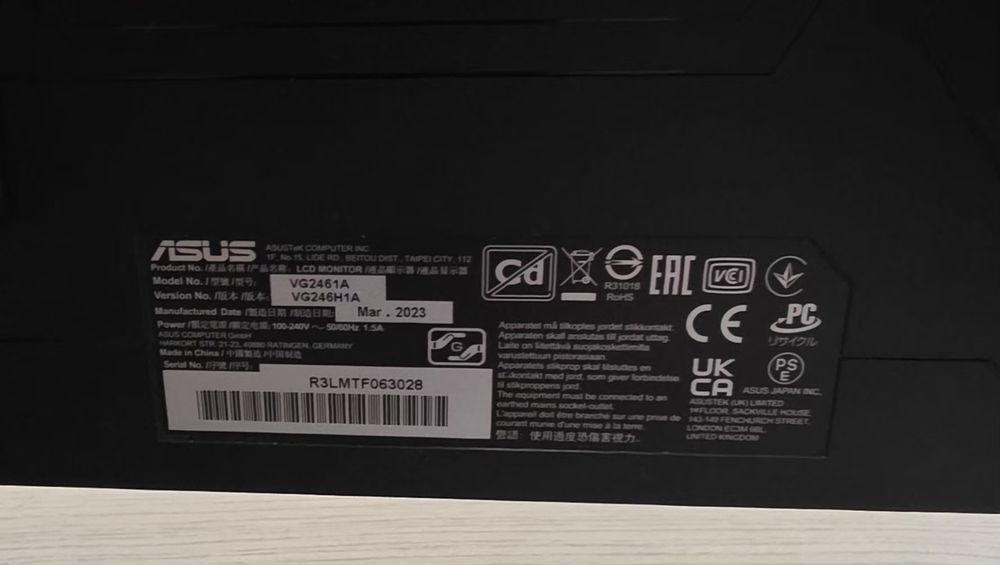 ASUS
ASUSTeK COMPUTER INC.
1F, No.15, LIDE RD., BEITOU DIST., TAIPEI CITY, 112
Product No. /產品名稱/产品名称: LCD MONITOR /液晶顯示器 /液晶显示器
Model No. / 型號/型号: VG2461A
Version No. /版本 /版本: VG246H1A
Manufactured Date /製造日期 /制造日期: Mar . 2023
Power /額定電壓 /额定电压: 100-240V ~ 50/60Hz 1.5A
ASUS COMPUTER GmbH
HARKORT STR. 21-23, 40880 RATINGEN, GERMANY
Made in China / 中國製造 /中国制造
Serial No. /序號 /序号:
R3LMTF063028
G
Cd
R31018
RoHS
EAC
VCCI
CE
PC
リサイクル
UK
CA
PS
E
ASUS JAPAN INC.
ASUSTEK (UK) LIMITED
1ST FLOOR, SACKVILLE HOUSE,
143-149 FENCHURCH STREET,
LONDON EC3M 6BL,
UNITED KINGDOM
Apparatet må tilkoples jordet stikkontakt.
Apparaten skall anslutas till jordat uttag.
Laite on liitettävä suojakosketinnilla
varustettuun pistorasiaan.
Apparatets stikprop skal tilsluttes en
stikkontakt med jord, som giver forbindelse
til stikproppens jord.
The equipment must be connected to an
earthed mains socket-outlet.
L'appareil doit être branché sur une prise de
courant munie d'une mise à la terre.
警語: 使用過度恐傷害視力.